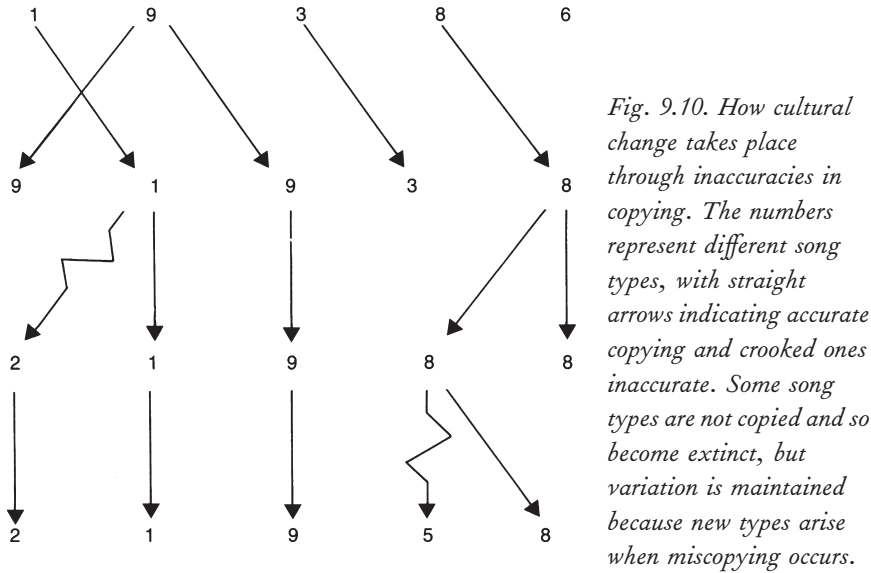 1 9 3 8 6
9 1 9 3 8
2 1 9 8 8
2 1 9 5 8
Fig. 9.10. How cultural
change takes place
through inaccuracies in
copying. The numbers
represent different song
types, with straight
arrows indicating accurate
copying and crooked ones
inaccurate. Some song
types are not copied and so
become extinct, but
variation is maintained
because new types arise
when miscopying occurs.